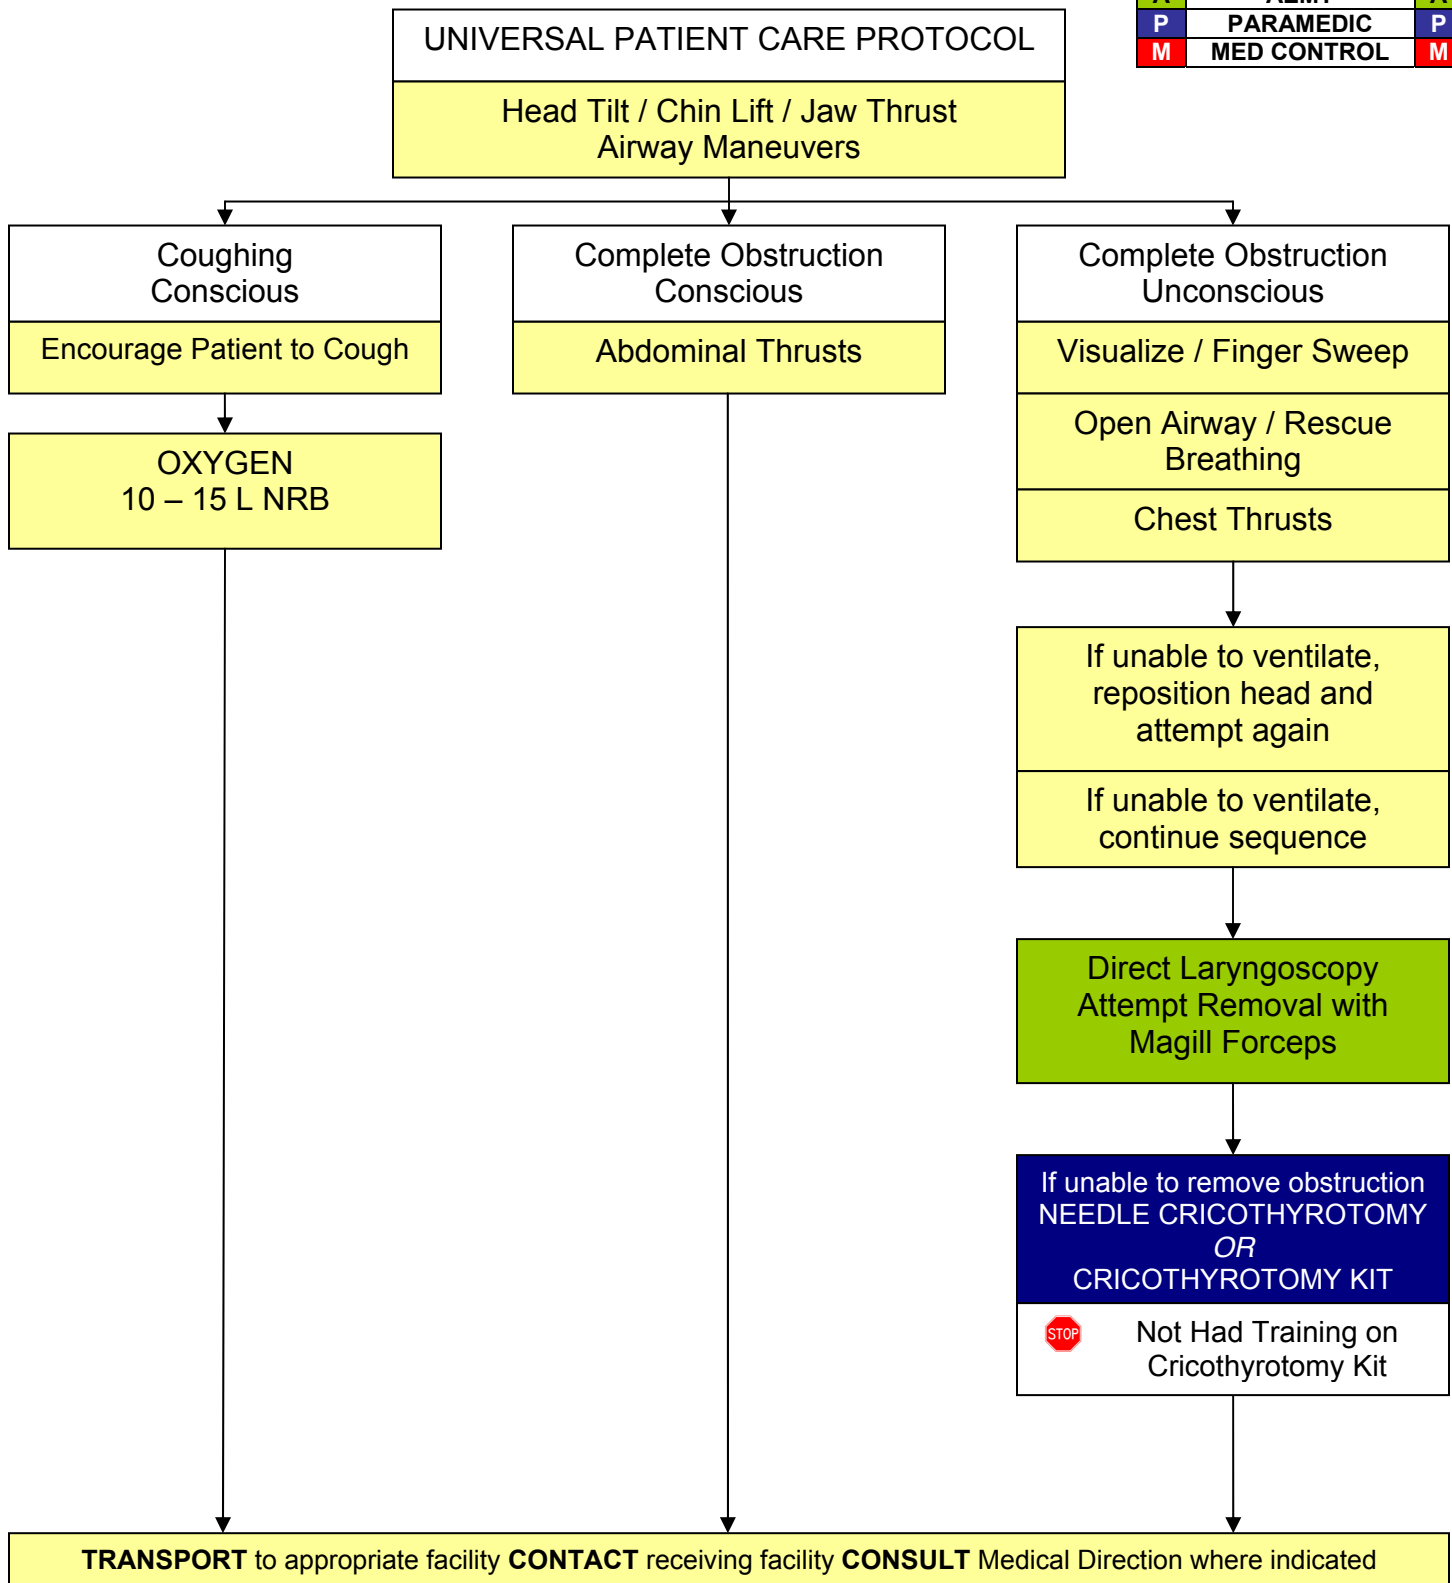 A A
P PARAMEDIC P
M MED CONTROL M
UNIVERSAL PATIENT CARE PROTOCOL
Head Tilt / Chin Lift / Jaw Thrust
Airway Maneuvers
Coughing
Conscious
Encourage Patient to Cough
OXYGEN
10 – 15 L NRB
Complete Obstruction
Conscious
Abdominal Thrusts
Complete Obstruction
Unconscious
Visualize / Finger Sweep
Open Airway / Rescue
Breathing
Chest Thrusts
If unable to ventilate,
reposition head and
attempt again
If unable to ventilate,
continue sequence
Direct Laryngoscopy
Attempt Removal with
Magill Forceps
If unable to remove obstruction
NEEDLE CRICOTHYROTOMY
OR
CRICOTHYROTOMY KIT
STOP
Not Had Training on
Cricothyrotomy Kit
TRANSPORT to appropriate facility CONTACT receiving facility CONSULT Medical Direction where indicated